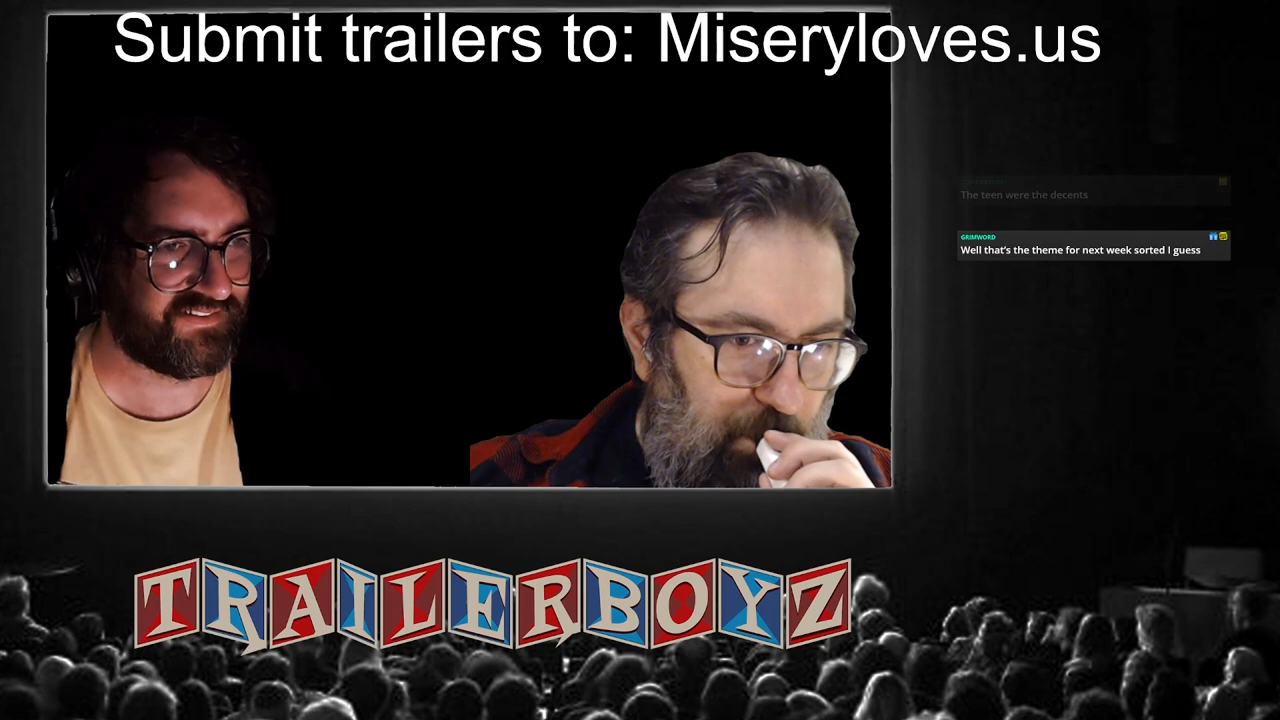 Submit trailers to: Miseryloves.us
The teen were the decents
GRIMWORD
Well that's the theme for next week sorted I guess
TRAILERBOYZ